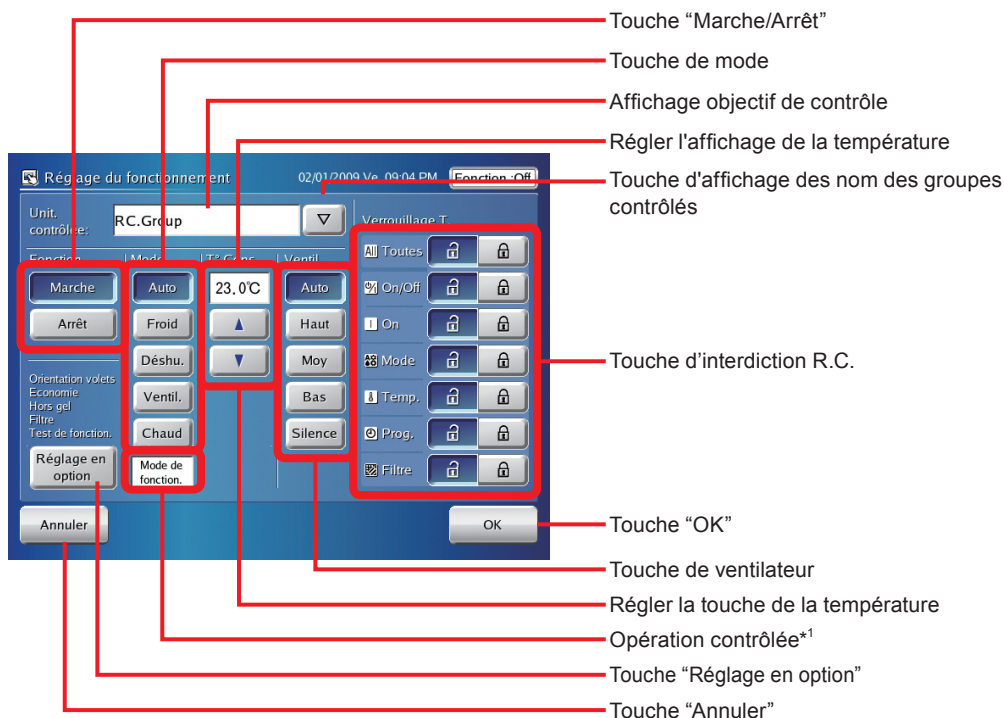 Touche “Marche/Arrêt”
Touche de mode
Affichage objectif de contrôle
Régler l'affichage de la température
Touche d'affichage des nom des groupes
contrôlés
Réglage du fonctionnement 02/01/2009 Ve 09:04 PM Fonction :Off
Unit.
contrôlée: RC.Group Verrouillage T.
Fonction Mode T° Cons. Ventil.
All Toutes
Marche Auto 23.0℃ Auto On/Off
Arrêt Froid Haut On
Déshu. Moy Mode
Orientation volets
Economie
Hors gel
Filtre
Test de fonction.
Ventil. Bas Temp.
Chaud Silence Prog.
Réglage en
option
Mode de
fonction.
Filtre
Annuler OK
Touche d’interdiction R.C.
Touche “OK”
Touche de ventilateur
Régler la touche de la température
Opération contrôlée*1
Touche “Réglage en option”
Touche “Annuler”